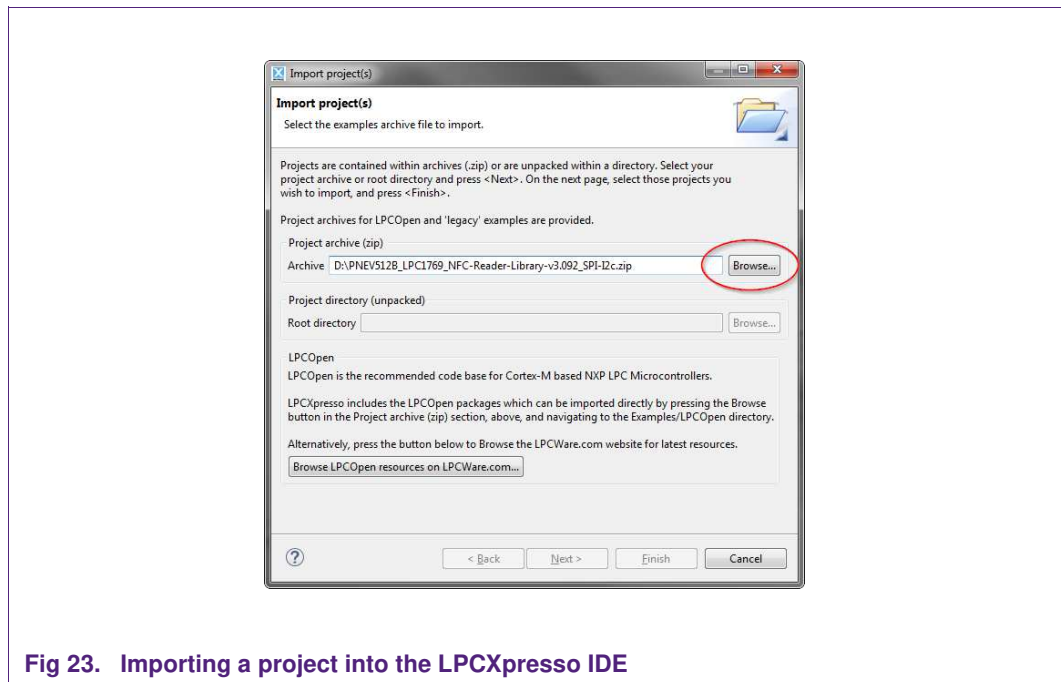 Import project(s)
Import project(s)
Select the examples archive file to import.
Projects are contained within archives (.zip) or are unpacked within a directory. Select your
project archive or root directory and press <Next>. On the next page, select those projects you
wish to import, and press <Finish>.
Project archives for LPCOpen and 'legacy' examples are provided.
Project archive (zip)
Archive D:\PNEV512B_LPC1769_NFC-Reader-Library-v3.092_SPI-I2c.zip Browse...
Project directory (unpacked)
Root directory Browse...
LPCOpen
LPCOpen is the recommended code base for Cortex-M based NXP LPC Microcontrollers.
LPCXpresso includes the LPCOpen packages which can be imported directly by pressing the Browse
button in the Project archive (zip) section, above, and navigating to the Examples/LPCOpen directory.
Alternatively, press the button below to Browse the LPCWare.com website for latest resources.
Browse LPCOpen resources on LPCWare.com...
? < Back Next > Finish Cancel
Fig 23. Importing a project into the LPCXpresso IDE